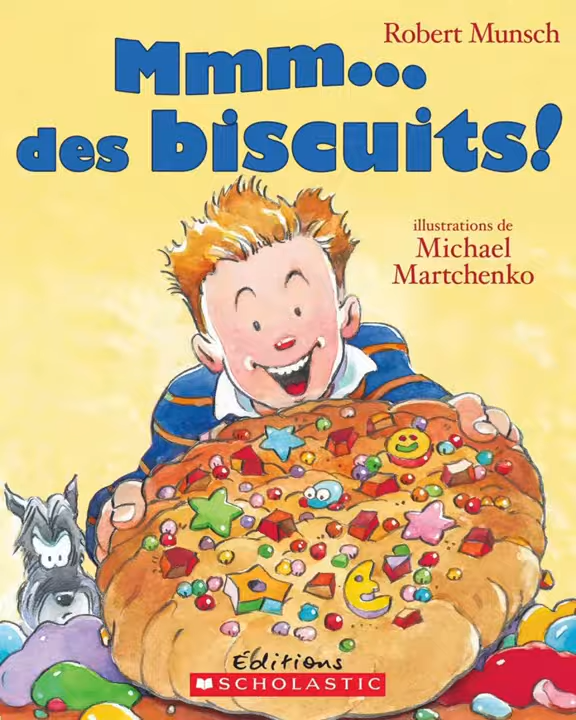 Robert Munsch
Mmm...
des biscuits!
illustrations de
Michael
Martchenko
Éditions
SCHOLASTIC